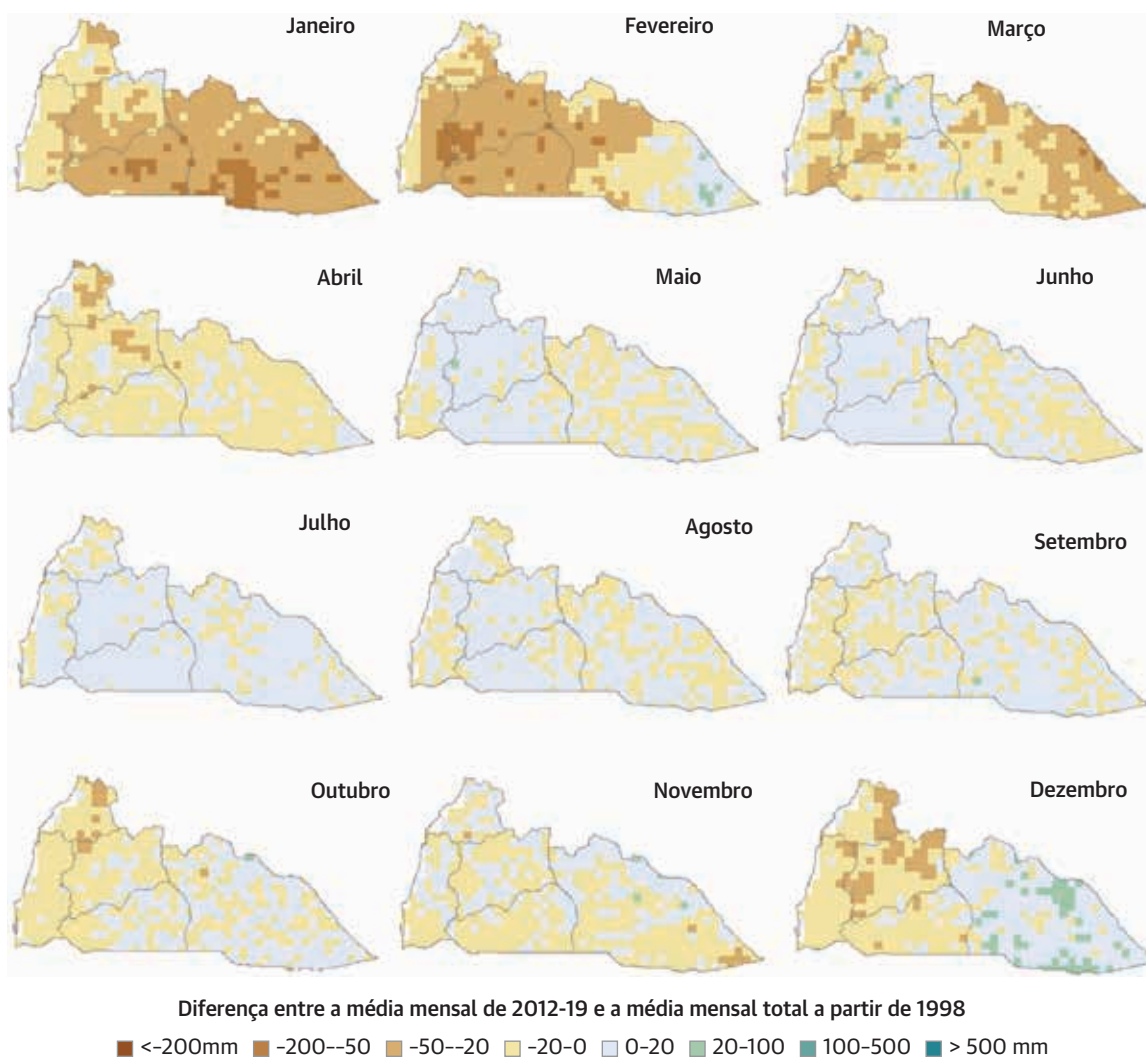 Janeiro
Fevereiro
Março
Abril
Maio
Junho
Julho
Agosto
Setembro
Outubro
Novembro
Dezembro
Diferença entre a média mensal de 2012-19 e a média mensal total a partir de 1998
<-200mm -200--50 -50--20 -20-0 0-20 20-100 100-500 > 500 mm